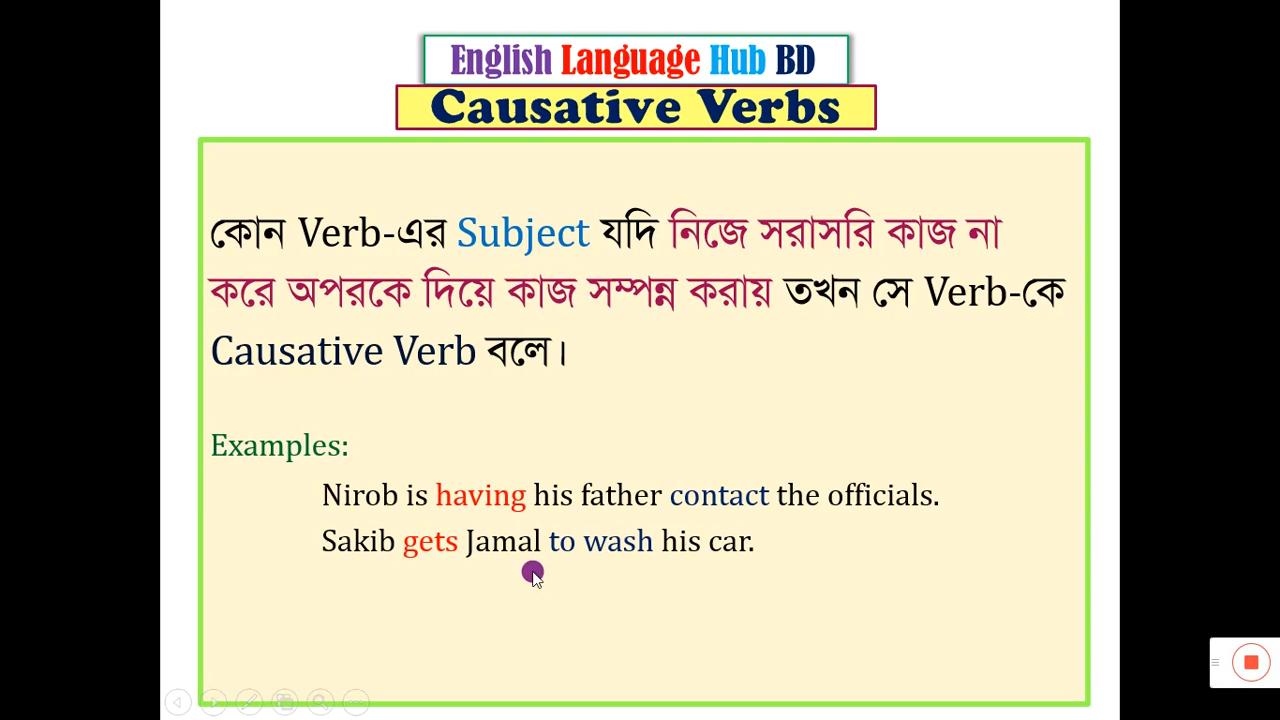 English Language Hub BD
Causative Verbs
কোন Verb-এর Subject যদি নিজে সরাসরি কাজ না
করে অপরকে দিয়ে কাজ সম্পন্ন করায় তখন সে Verb-কে
Causative Verb বলে।
Examples:
Nirob is having his father contact the officials.
Sakib gets Jamal to wash his car.